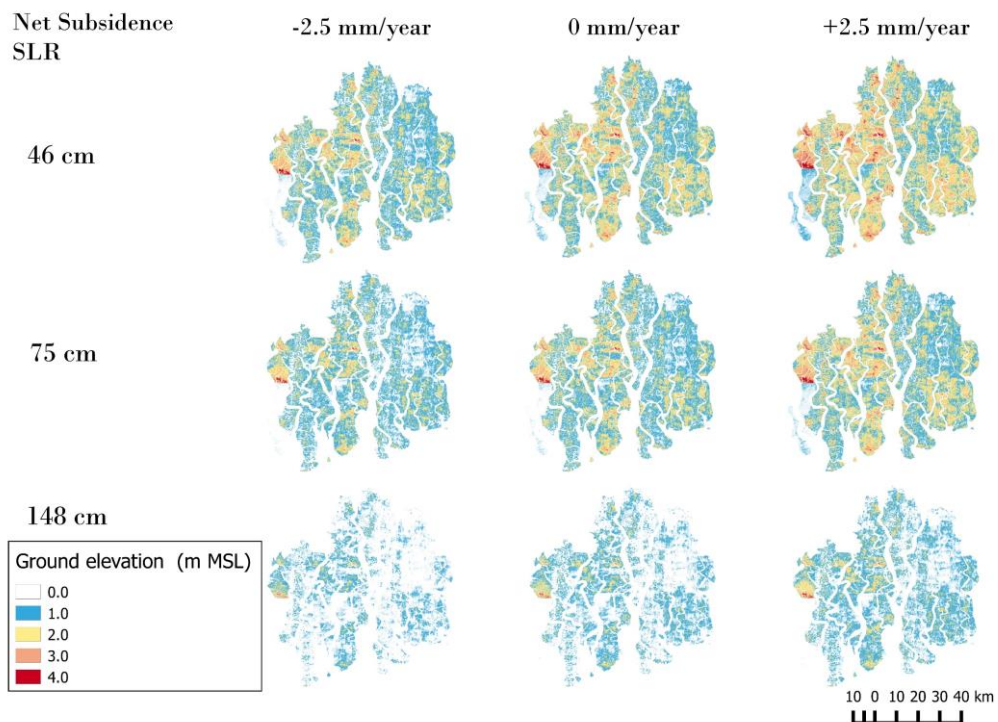 Net Subsidence
SLR
-2.5 mm/year 0 mm/year +2.5 mm/year
46 cm
75 cm
148 cm
Ground elevation (m MSL)
0.0
1.0
2.0
3.0
4.0
10 0 10 20 30 40 km